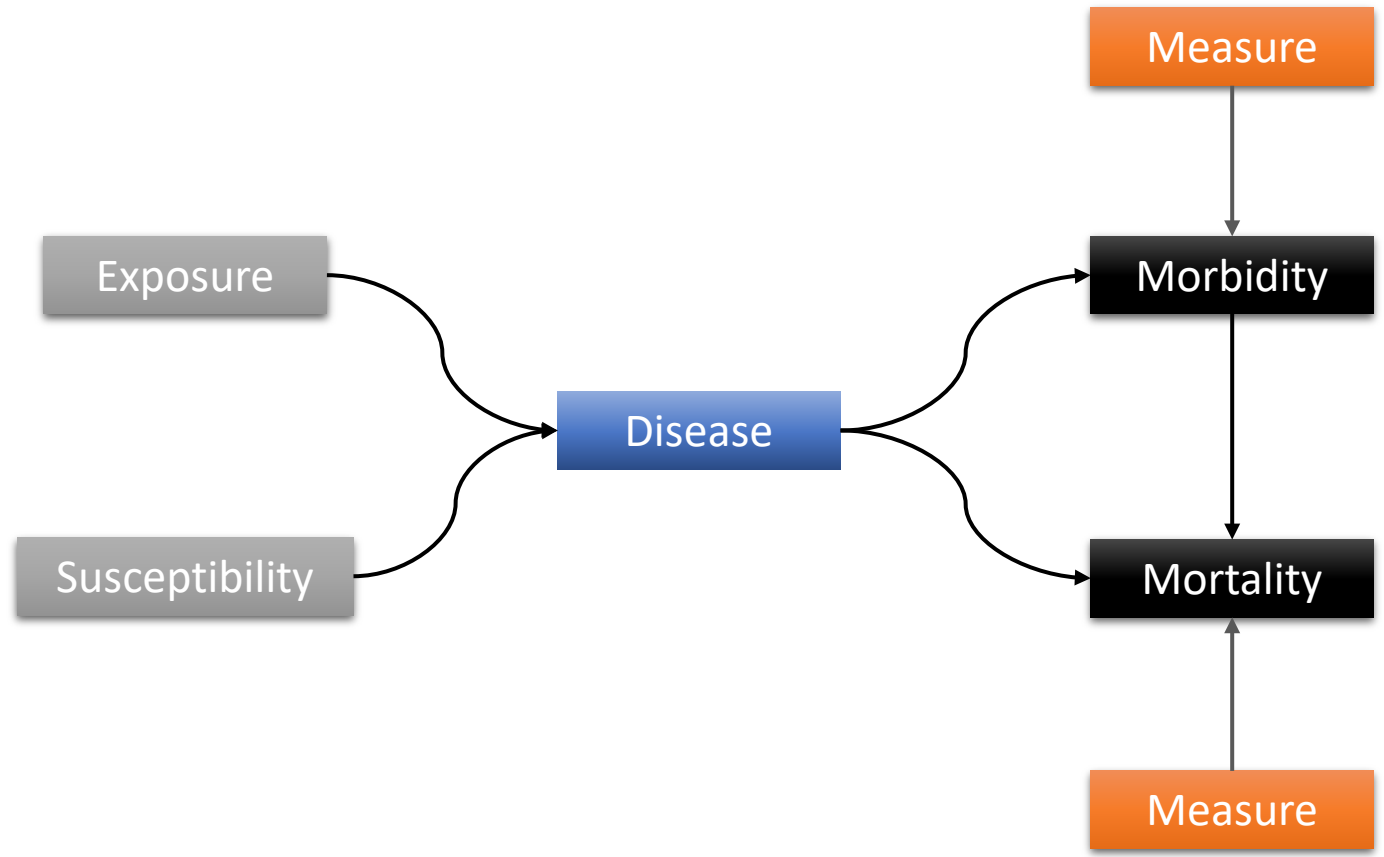 Measure
Exposure
Morbidity
Disease
Susceptibility
Mortality
Measure